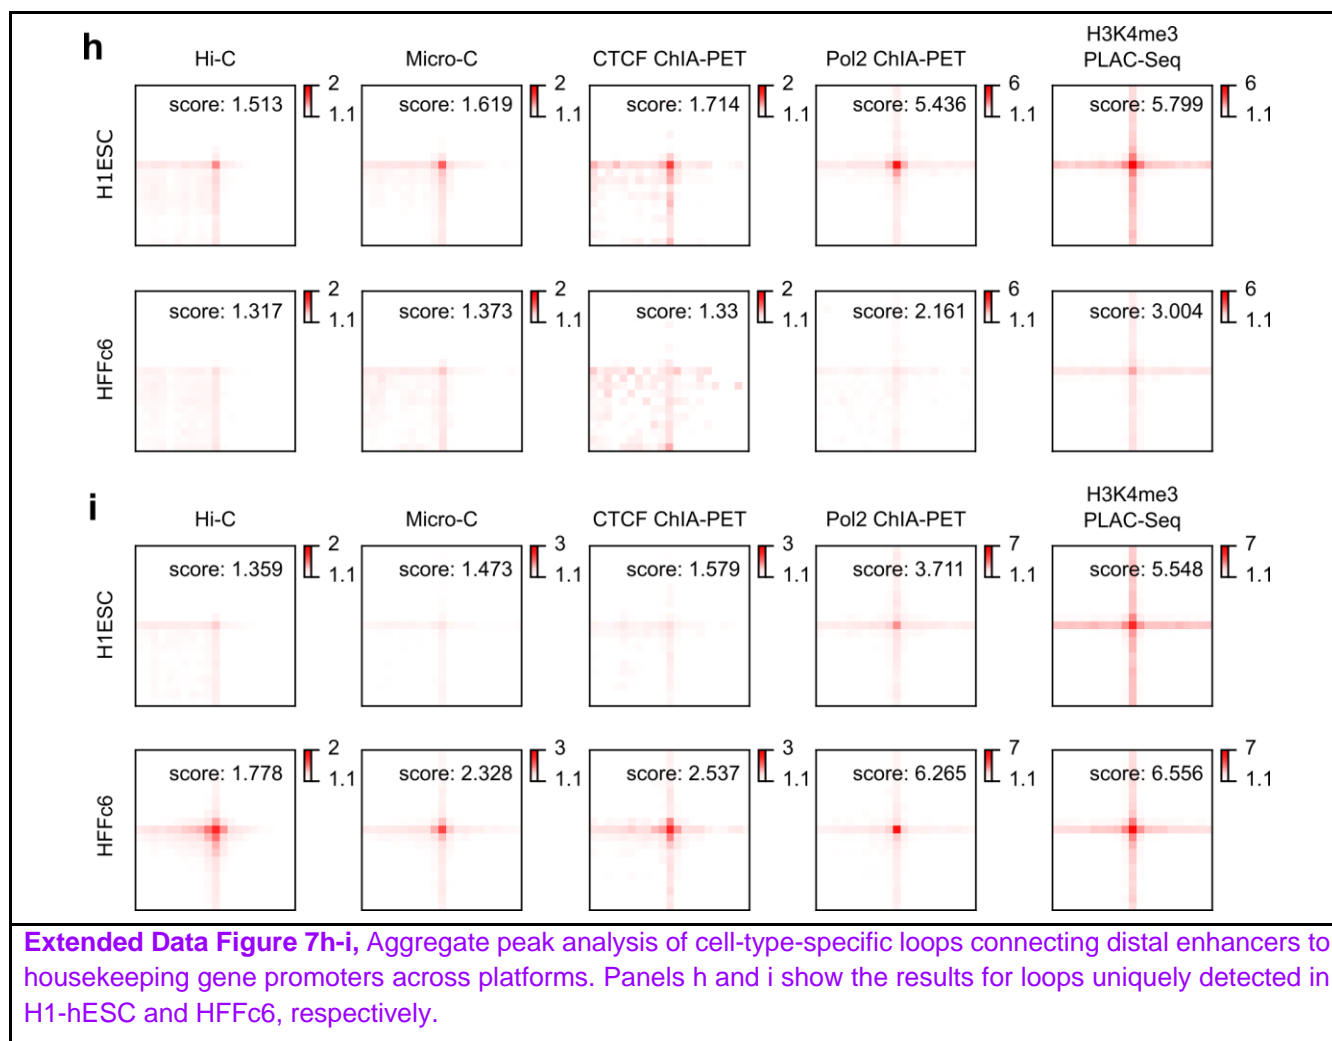 h
Hi-C Micro-C CTCF ChIA-PET Pol2 ChIA-PET H3K4me3 PLAC-Seq
H1ESC
score: 1.513 2 1.1 score: 1.619 2 1.1 score: 1.714 2 1.1 score: 5.436 6 1.1 score: 5.799 6 1.1
HFFc6
score: 1.317 2 1.1 score: 1.373 2 1.1 score: 1.33 2 1.1 score: 2.161 6 1.1 score: 3.004 6 1.1
i
Hi-C Micro-C CTCF ChIA-PET Pol2 ChIA-PET H3K4me3 PLAC-Seq
H1ESC
score: 1.359 2 1.1 score: 1.473 3 1.1 score: 1.579 3 1.1 score: 3.711 7 1.1 score: 5.548 7 1.1
HFFc6
score: 1.778 2 1.1 score: 2.328 3 1.1 score: 2.537 3 1.1 score: 6.265 7 1.1 score: 6.556 7 1.1
Extended Data Figure 7h-i, Aggregate peak analysis of cell-type-specific loops connecting distal enhancers to
housekeeping gene promoters across platforms. Panels h and i show the results for loops uniquely detected in
H1-hESC and HFFc6, respectively.